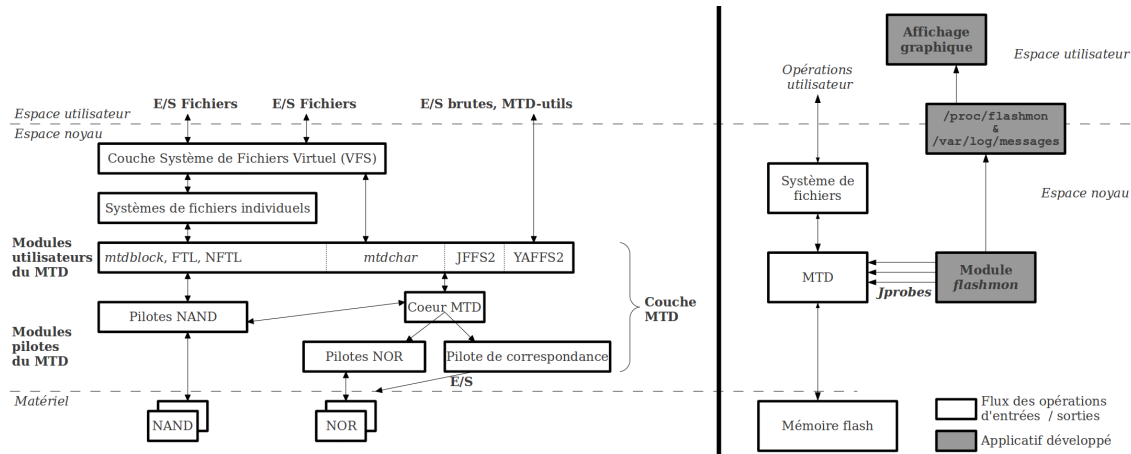 E/S Fichiers
E/S Fichiers
E/S brutes, MTD-utils
Espace utilisateur
Espace noyau
Couche Système de Fichiers Virtuel (VFS)
Systèmes de fichiers individuels
Modules
utilisateurs
du MTD
mtdblock, FTL, NFTL
mtdchar
JFFS2
YAFFS2
Couche
MTD
Coeur MTD
Pilotes NAND
Modules
pilotes
du MTD
Pilotes NOR
Pilote de correspondance
E/S
Matériel
NAND
NOR
Affichage
graphique
Espace utilisateur
Opérations
utilisateur
/proc/flashmon
&
/var/log/messages
Système de
fichiers
Espace noyau
MTD
Jprobes
Module
flashmon
Mémoire flash
Flux des opérations
d'entrées / sorties
Applicatif développé